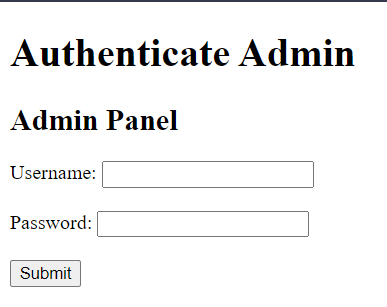 Authenticate Admin
Admin Panel
Username:
Password:
Submit